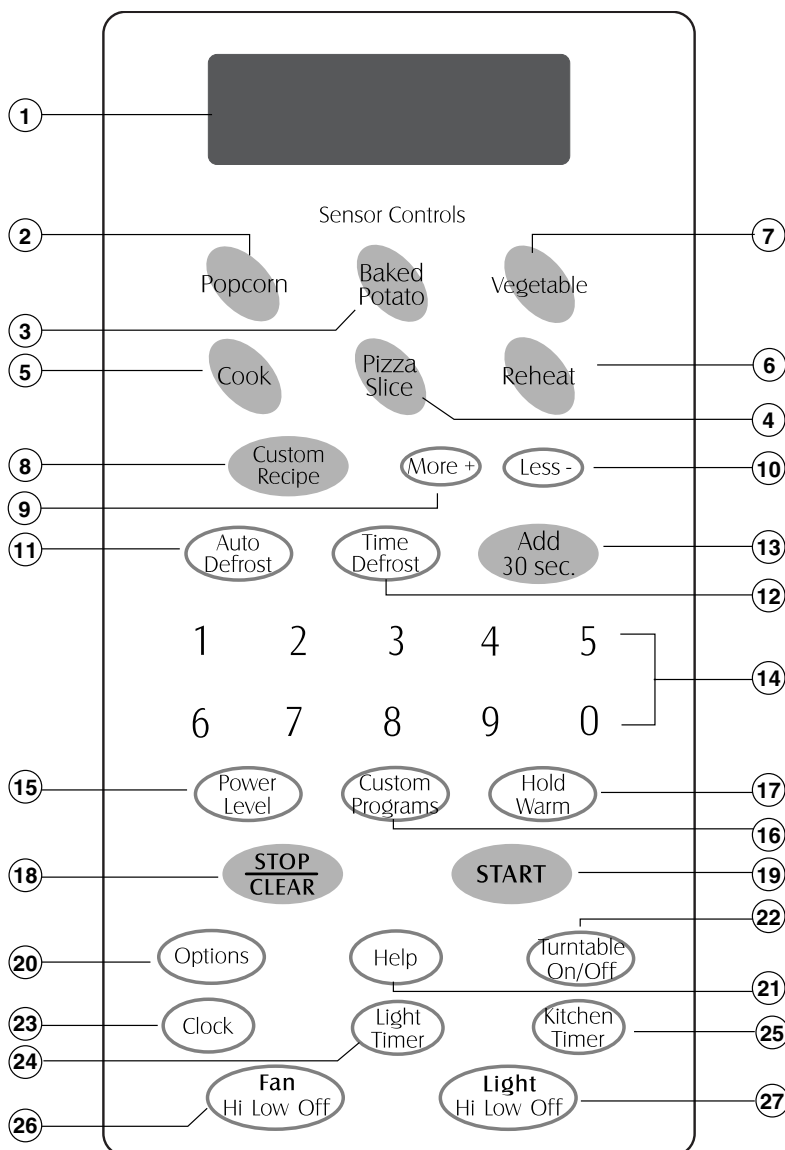 1
Sensor Controls
2
7
Popcorn
Baked
Potato
Vegetable
3
5
6
Cook
Pizza
Slice
Reheat
4
8
Custom
Recipe
More +
Less -
10
9
11
Auto
Defrost
Time
Defrost
Add
30 sec.
13
12
1 2 3 4 5
14
6 7 8 9 0
15
Power
Level
Custom
Programs
Hold
Warm
17
16
18
STOP
CLEAR
START
19
22
20
Options
Help
Turntable
On/Off
21
23
Clock
Light
Timer
Kitchen
Timer
25
24
Fan
Hi Low Off
Light
Hi Low Off
27
26